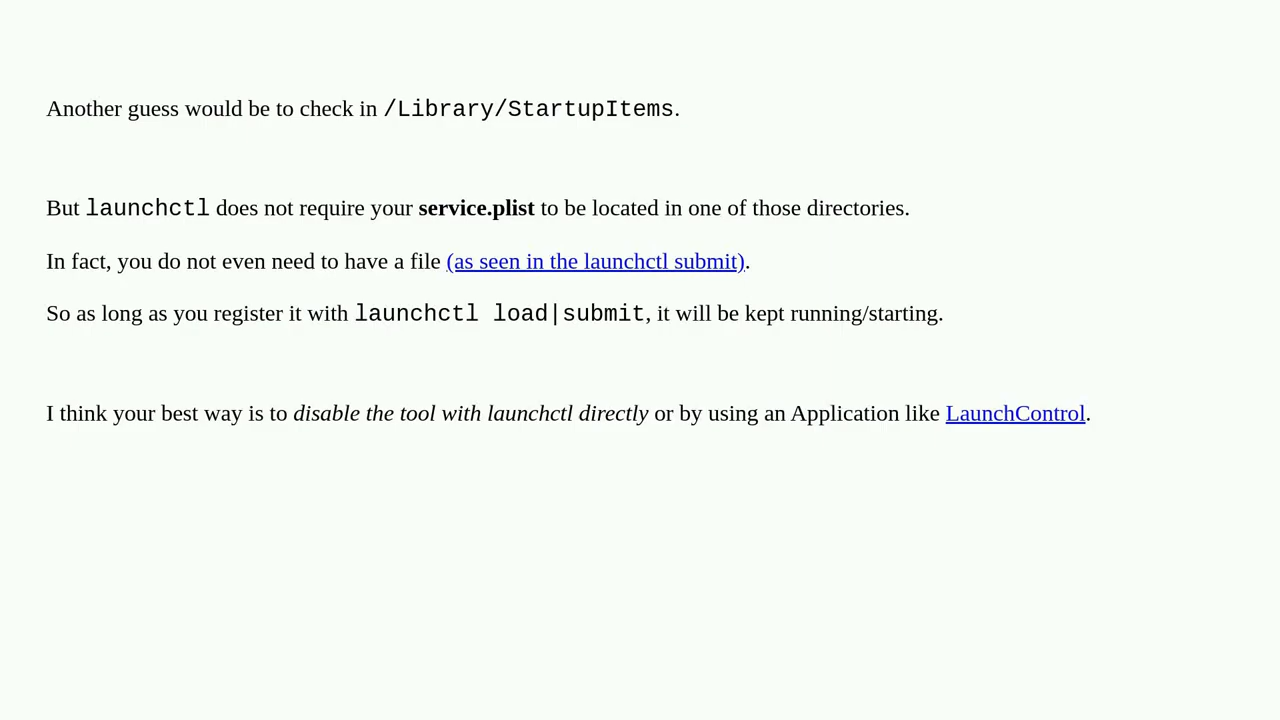 Another guess would be to check in /Library/StartupItems.
But launchctl does not require your service.plist to be located in one of those directories.
In fact, you do not even need to have a file (as seen in the launchctl submit).
So as long as you register it with launchctl load|submit, it will be kept running/starting.
I think your best way is to disable the tool with launchctl directly or by using an Application like LaunchControl.